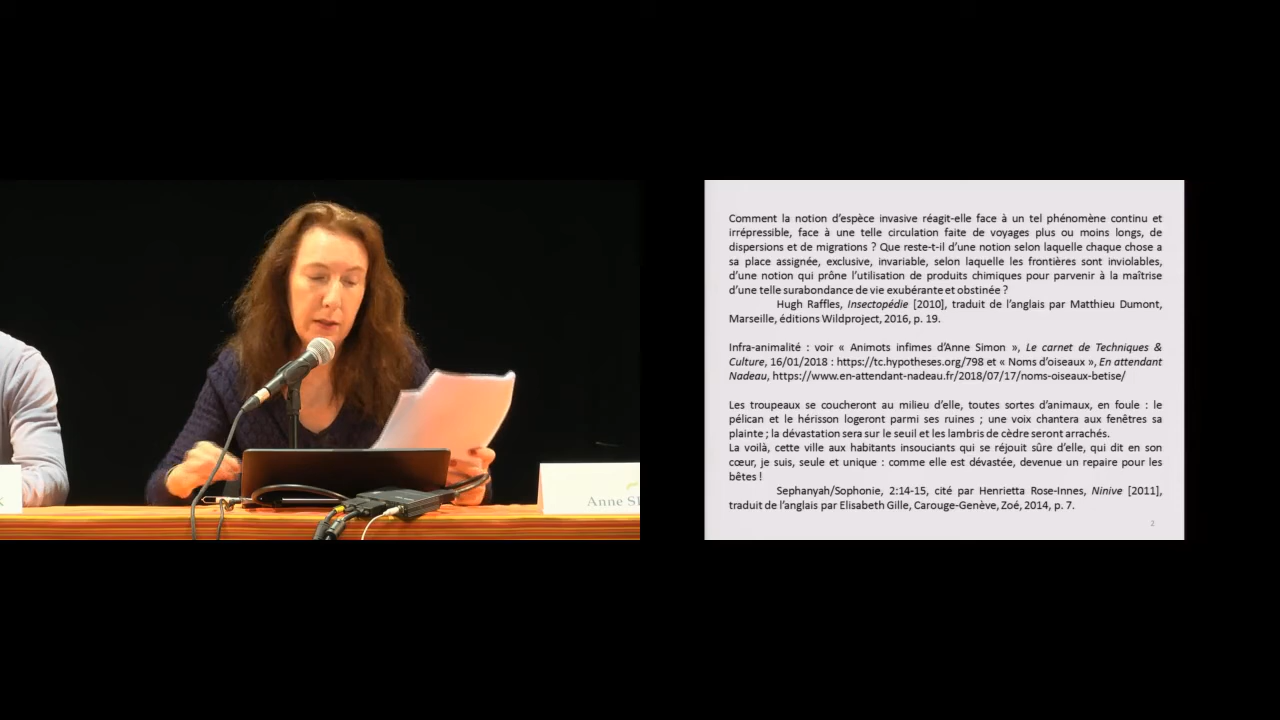 K
Anne SI
Comment la notion d'espèce invasive réagit-elle face à un tel phénomène continu et
irrépressible, face à une telle circulation faite de voyages plus ou moins longs, de
dispersions et de migrations ? Que reste-t-il d'une notion selon laquelle chaque chose a
sa place assignée, exclusive, invariable, selon laquelle les frontières sont inviolables,
d'une notion qui prône l'utilisation de produits chimiques pour parvenir à la maîtrise
d'une telle surabondance de vie exubérante et obstinée ?
Hugh Raffles, Insectopédie [2010], traduit de l'anglais par Matthieu Dumont,
Marseille, éditions Wildproject, 2016, p. 19.
Infra-animalité : voir « Animots infimes d'Anne Simon », Le carnet de Techniques &
Culture, 16/01/2018 : https://tc.hypotheses.org/798 et « Noms d'oiseaux », En attendant
Nadeau, https://www.en-attendant-nadeau.fr/2018/07/17/noms-oiseaux-betise/
Les troupeaux se coucheront au milieu d'elle, toutes sortes d'animaux, en foule : le
pélican et le hérisson logeront parmi ses ruines ; une voix chantera aux fenêtres sa
plainte ; la dévastation sera sur le seuil et les lambris de cèdre seront arrachés.
La voilà, cette ville aux habitants insouciants qui se réjouit sûre d'elle, qui dit en son
cœur, je suis, seule et unique : comme elle est dévastée, devenue un repaire pour les
bêtes !
Sephanyah/Sophonie, 2:14-15, cité par Henrietta Rose-Innes, Ninive [2011],
traduit de l'anglais par Elisabeth Gille, Carouge-Genève, Zoé, 2014, p. 7.
2